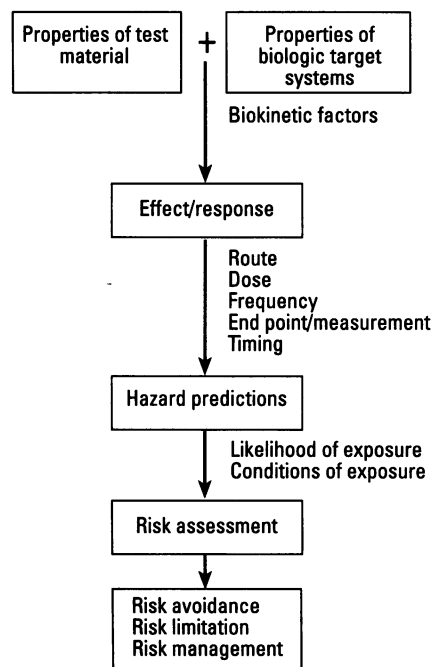 Properties of test
material
+
Properties of
biologic target
systems
Biokinetic factors
Effect/response
Route
Dose
Frequency
End point/measurement
Timing
Hazard predictions
Likelihood of exposure
Conditions of exposure
Risk assessment
Risk avoidance
Risk limitation
Risk management